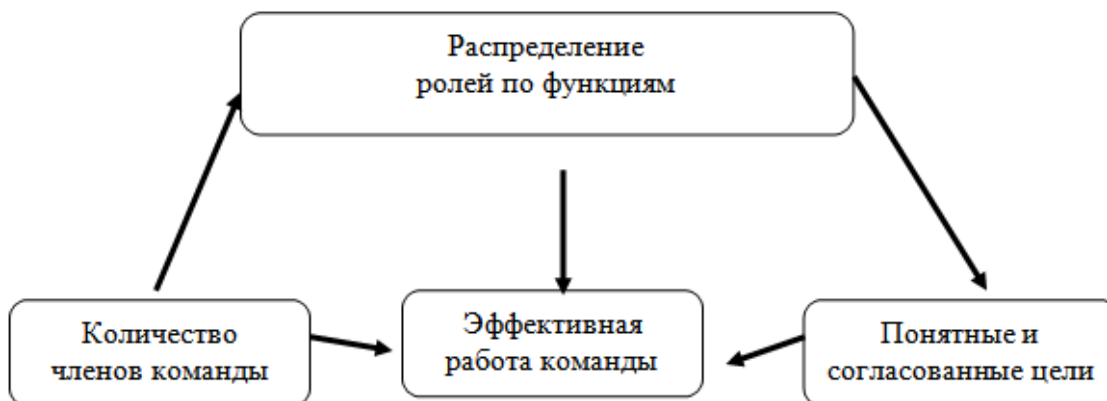 Распределение
ролей по функциям
Количество
членов команды
Эффективная
работа команды
Понятные и
согласованные цели